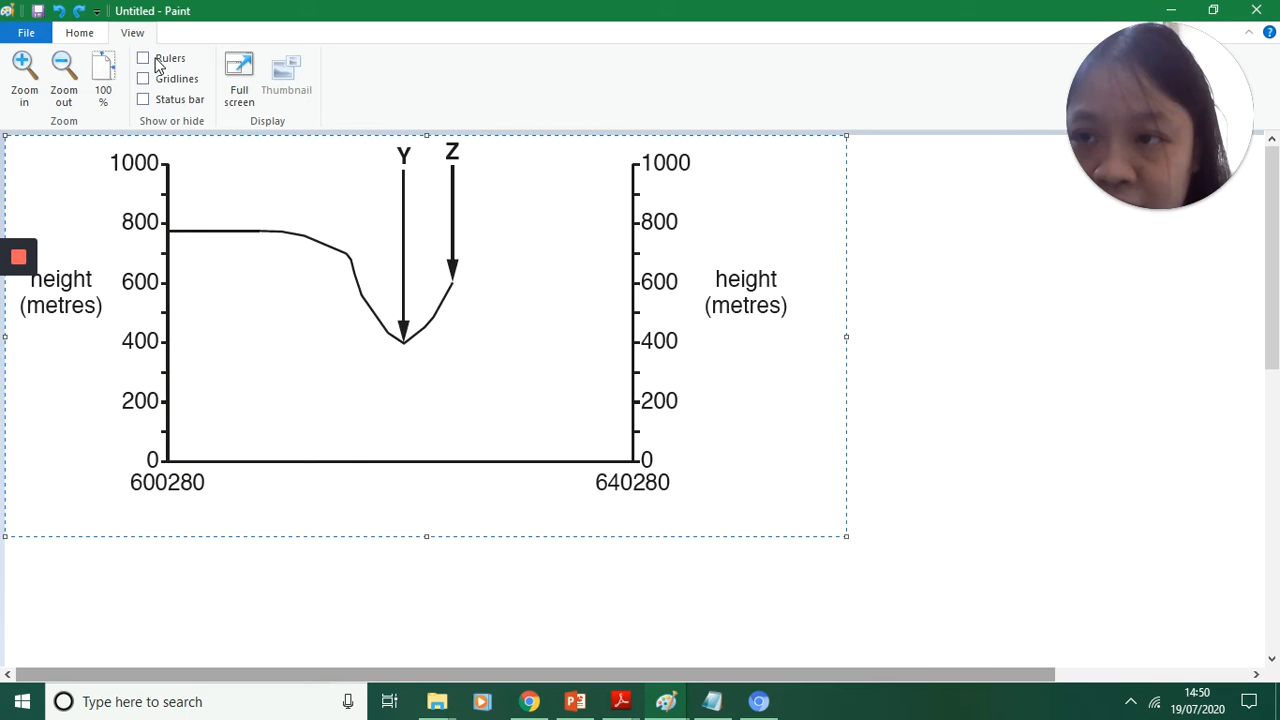 Untitled - Paint
File Home View
Zoom in
Zoom out
100 %
Rulers
Gridlines
Status bar
Full screen
Thumbnail
Zoom
Show or hide
Display
Y Z
1000 1000
800 800
height (metres)
600 600
height (metres)
400 400
200 200
0 0
600280 640280
Type here to search
14:50
19/07/2020